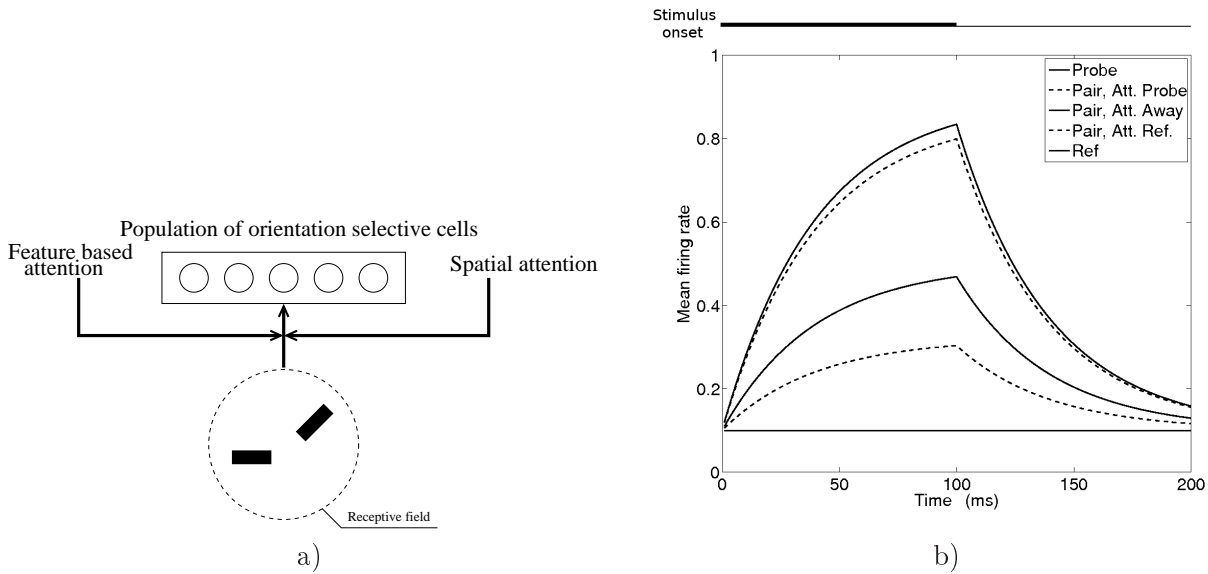 Population of orientation selective cells
Feature based
attention
Spatial attention
Receptive field
a)
Stimulus
onset
1
0.8
0.6
0.4
0.2
0
Mean firing rate
Probe
Pair, Att. Probe
Pair, Att. Away
Pair, Att. Ref.
Ref
0
50
100
150
200
Time (ms)
b)